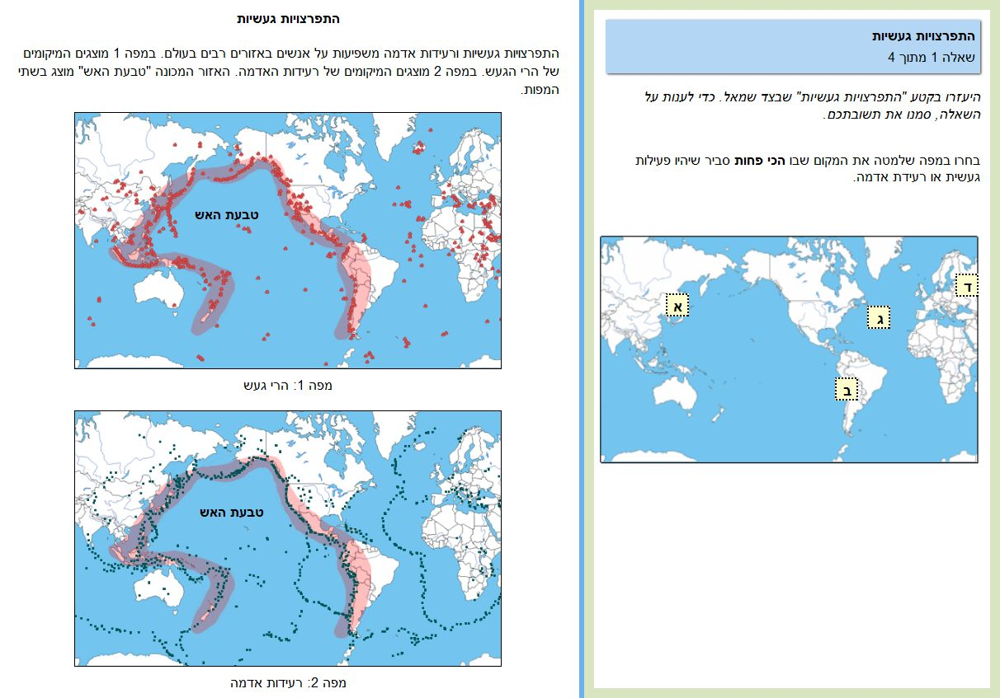 התפרצויות געשיות
שאלה 1 מתוך 4
היעזרו בקטע "התפרצויות געשיות" שבצד שמאל. כדי לענות על
השאלה, סמנו את תשובתכם.
בחרו במפה שלמטה את המקום שבו הכי פחות סביר שיהיו פעילות
געשית או רעידת אדמה.
א
ב
ג
ד
התפרצויות געשיות
התפרצויות געשיות ורעידות אדמה משפיעות על אנשים באזורים רבים בעולם. במפה 1 מוצגים המיקומים
של הרי הגעש. במפה 2 מוצגים המיקומים של רעידות האדמה. האזור המכונה "טבעת האש" מוצג בשתי
המפות.
טבעת האש
מפה 1: הרי געש
טבעת האש
מפה 2: רעידות אדמה